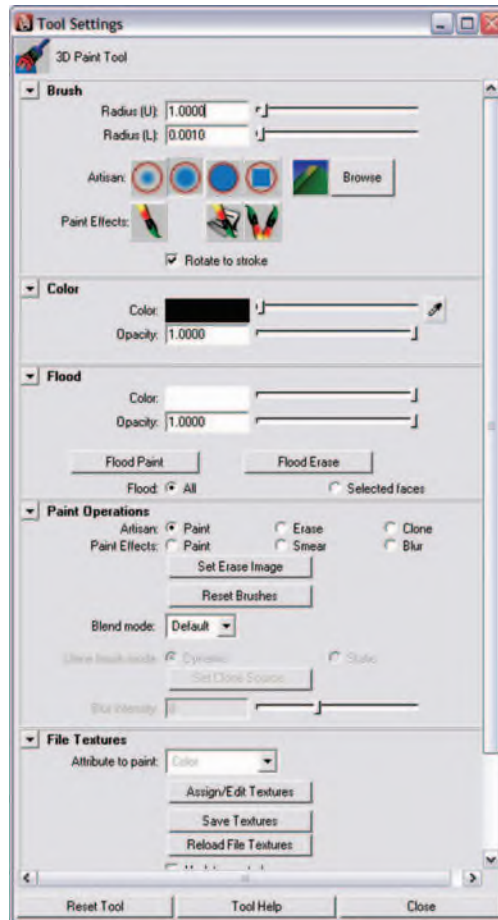 Tool Settings
3D Paint Tool
Brush
Radius (U): 1.0000
Radius (L): 0.0010
Artisan:
Browse
Paint Effects:
Rotate to stroke
Color
Color:
Opacity: 1.0000
Flood
Color:
Opacity: 1.0000
Flood Paint Flood Erase
Flood: All Selected faces
Paint Operations
Artisan: Paint Erase Clone
Paint Effects: Paint Smear Blur
Set Erase Image
Reset Brushes
Blend mode: Default
Clone brush mode: Dynamic Static
Set Clone Source
Blur intensity:
File Textures
Attribute to paint: Color
Assign/Edit Textures
Save Textures
Reload File Textures
Reset Tool Tool Help Close